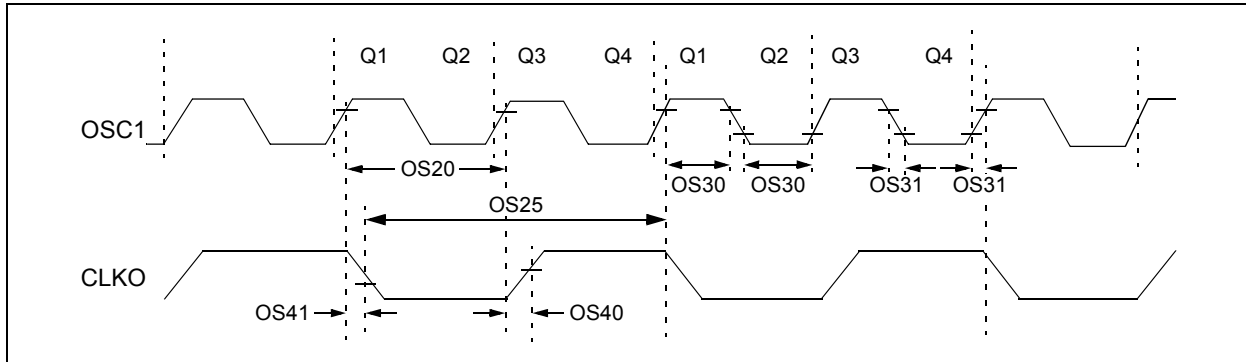 Q1 Q2 Q3 Q4 Q1 Q2 Q3 Q4
OSC1
OS20
OS30 OS30 OS31 OS31
OS25
CLKO
OS41 OS40